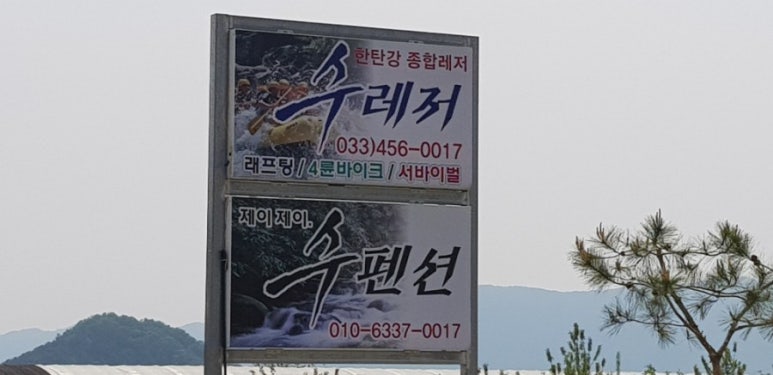 한탄강 종합레저
수레저
033)456-0017
래프팅/4륜바이크/서바이벌
제이 제이.
수펜션
010-6337-0017